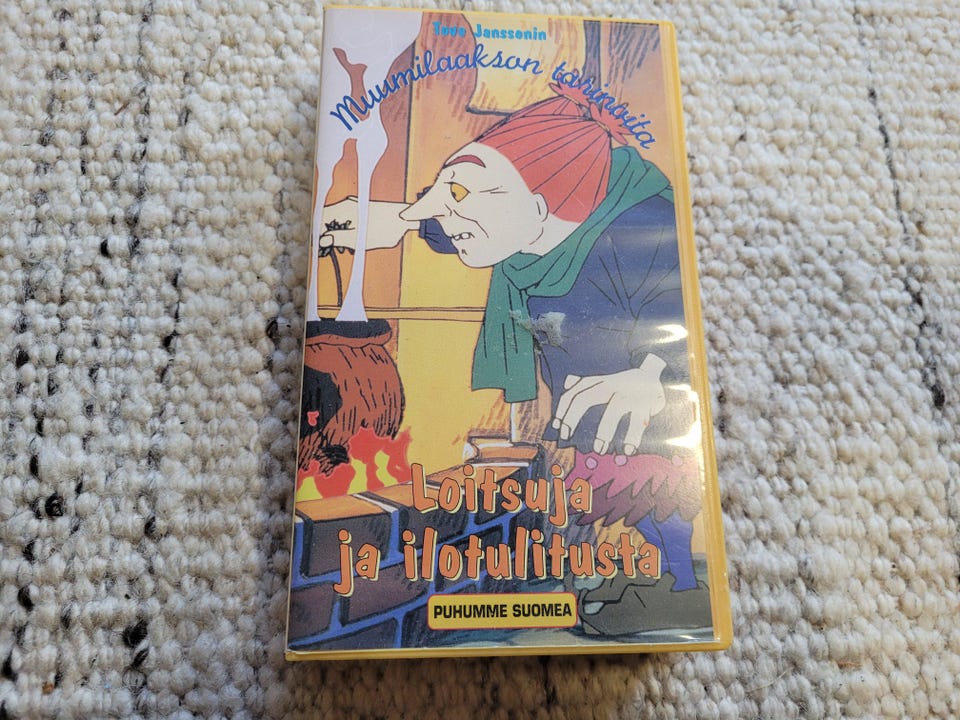 Tove Janssonin
Muumilaakson tarinoita
Loitsuja
ja ilotulitusta
PUHUMME SUOMEA